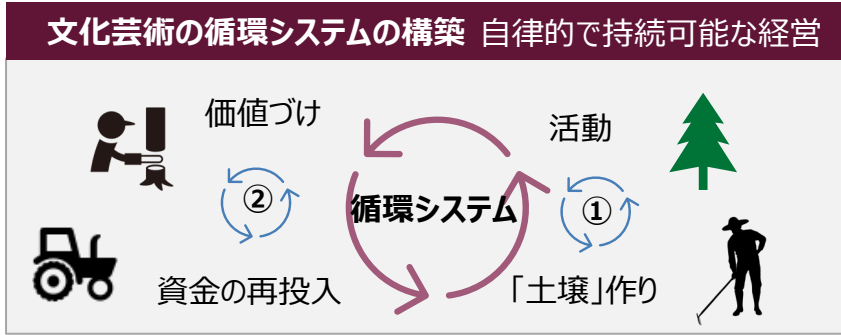 文化芸術の循環システムの構築 自律的で持続可能な経営
価値づけ
活動
②
循環システム
①
資金の再投入
「土壌」作り